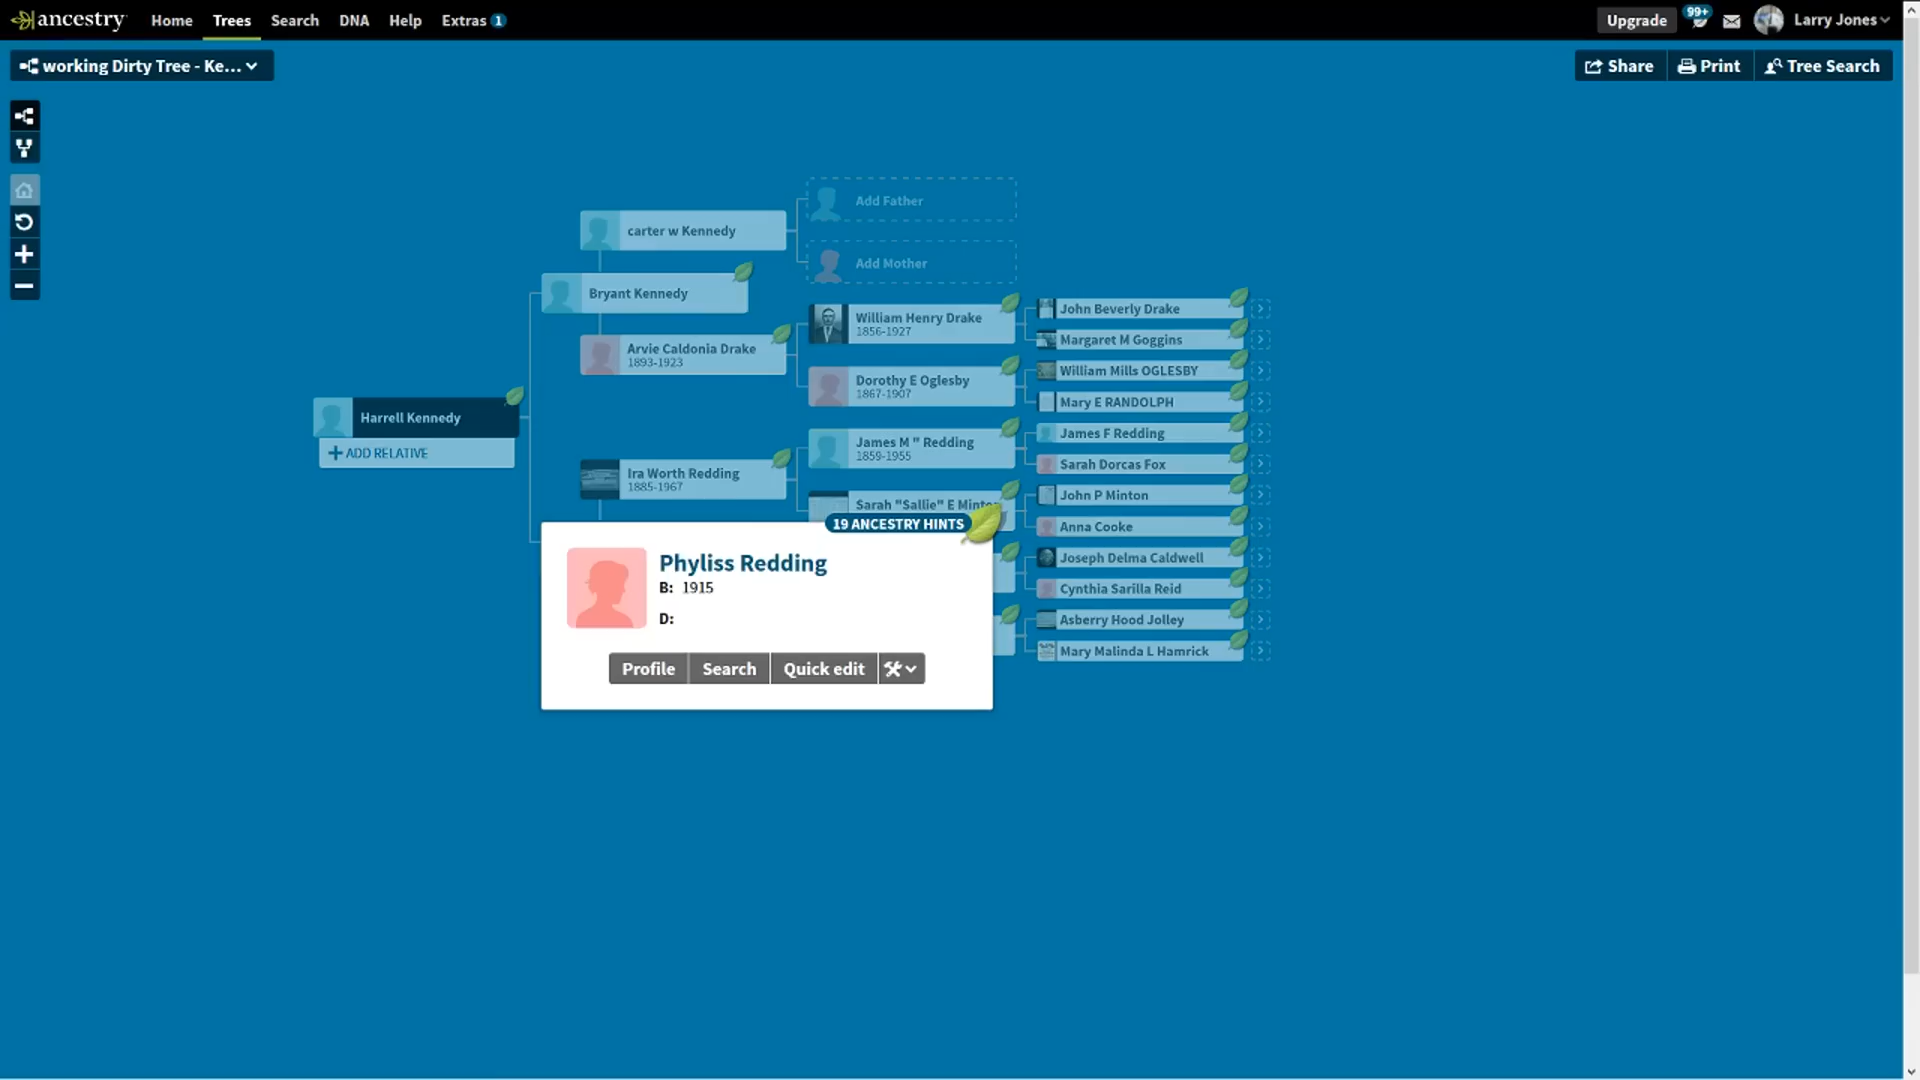 ancestry Home Trees Search DNA Help Extras 1 Upgrade 99+ Larry Jones
working Dirty Tree - Ke... Share Print Tree Search
Add Father
carter w Kennedy
Add Mother
Bryant Kennedy
William Henry Drake
1856-1927
John Beverly Drake
Margaret M Goggins
Arvie Caldonia Drake
1893-1923
William Mills OGLESBY
Dorothy E Oglesby
1867-1907
Mary E RANDOLPH
Harrell Kennedy
ADD RELATIVE
James F Redding
James M " Redding
1859-1955
Sarah Dorcas Fox
Ira Worth Redding
1885-1967
John P Minton
Sarah "Sallie" E Minton
Anna Cooke
19 ANCESTRY HINTS
Joseph Delma Caldwell
Phyliss Redding
B: 1915
Cynthia Sarilla Reid
D:
Asberry Hood Jolley
Mary Malinda L Hamrick
Profile Search Quick edit